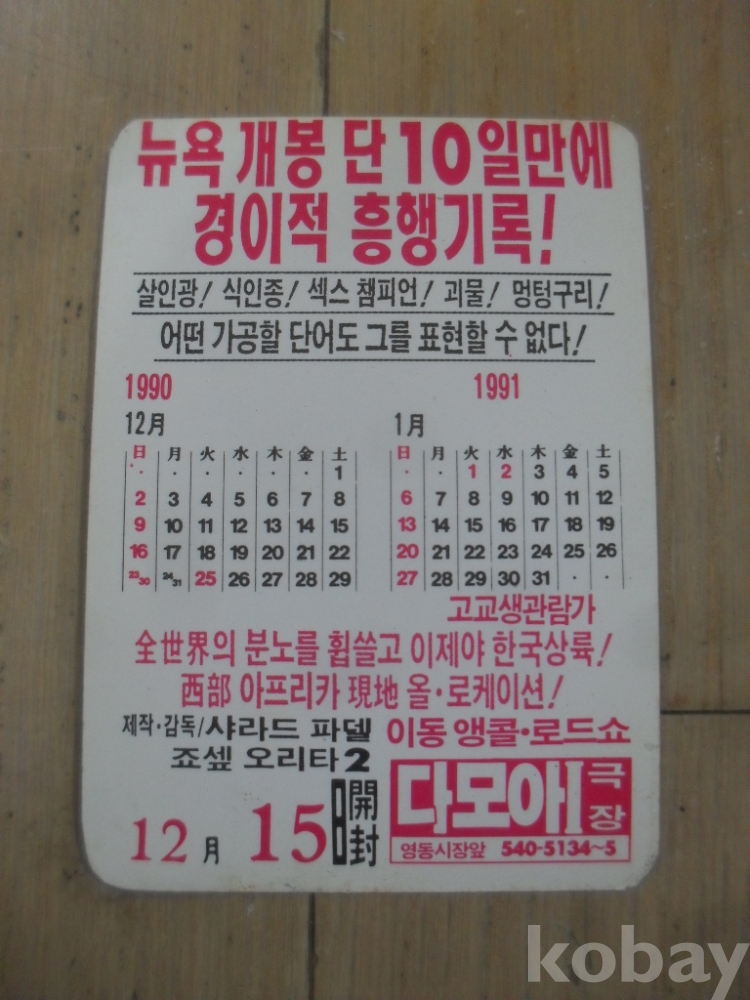 뉴욕 개봉 단 10일만에
경이적 흥행기록!
살인광! 식인종! 섹스 챔피언! 괴물! 멍텅구리!
어떤 가공할 단어도 그를 표현할 수 없다!
1990
12月
日 月 火 水 木 金 土
· · · · · · 1
2 3 4 5 6 7 8
9 10 11 12 13 14 15
16 17 18 19 20 21 22
23/30 24/31 25 26 27 28 29
1991
1月
日 月 火 水 木 金 土
· · 1 2 3 4 5
6 7 8 9 10 11 12
13 14 15 16 17 18 19
20 21 22 23 24 25 26
27 28 29 30 31 · ·
고교생관람가
全世界의 분노를 휩쓸고 이제야 한국상륙!
西部 아프리카 現地 올·로케이션!
제작·감독/샤라드 파델
죠셒 오리타2
이동 앵콜·로드쇼
12月 15日 開封
다모아I극장
영동시장앞 540-5134~5
kobay